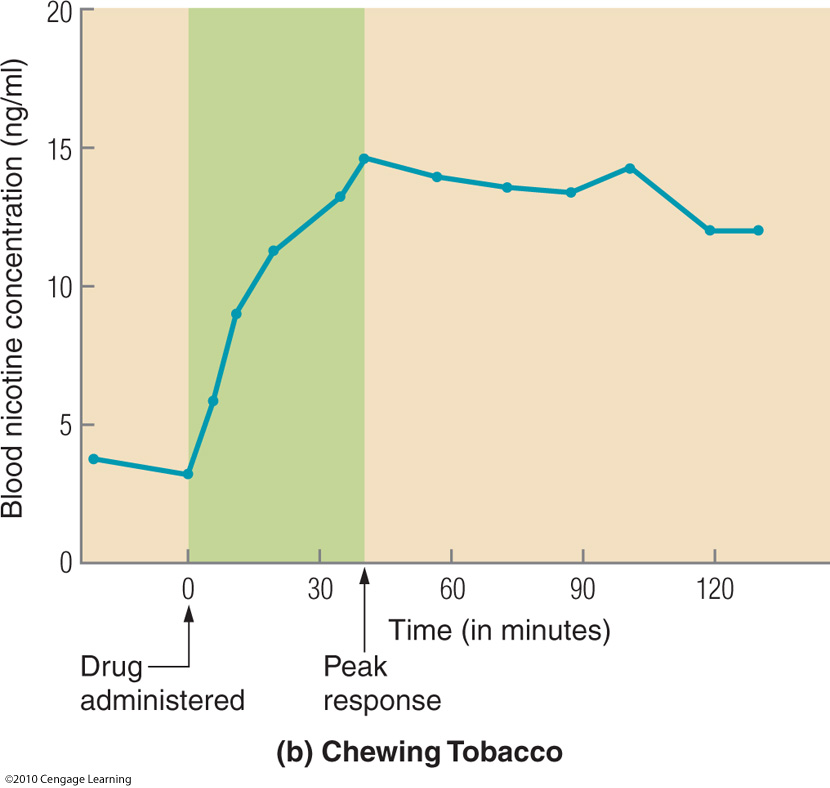 Blood nicotine concentration (ng/ml)
20
15
10
5
0
0 30 60 90 120
Time (in minutes)
Drug
administered
Peak
response
(b) Chewing Tobacco
©2010 Cengage Learning